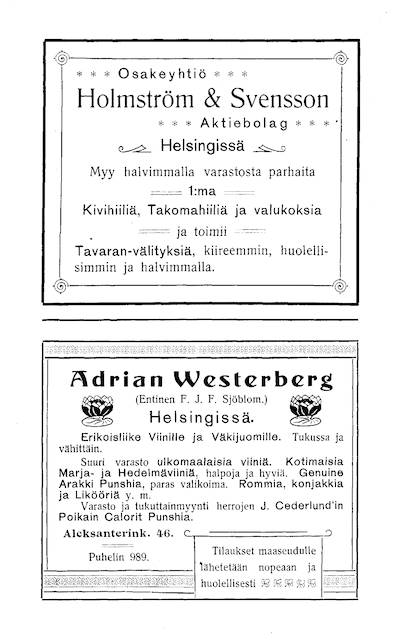 * * * Osakeyhtiö * * *
Holmström & Svensson
* * * Aktiebolag * * *
Helsingissä
Myy halvimmalla varastosta parhaita
1:ma
Kivihiiliä, Takomahiiliä ja valukoksia
ja toimii
Tavaran-välityksiä, kiireemmin, huolelli-
simmin ja halvimmalla.
Adrian Westerberg
(Entinen F. J. F. Sjöblom.)
Helsingissä.
Erikoisliike Viinille ja Väkijuomille. Tukussa ja
vähittäin.
Suuri varasto ulkomaalaisia viiniä. Kotimaisia
Marja- ja Hedelmäviiniä, halpoja ja hyviä. Genuine
Arakki Punshia, paras valikoima. Rommia, konjakkia
ja Likööriä y. m.
Varasto ja tukuttainmyynti herrojen J. Cederlund'in
Poikain Calorit Punshia.
Aleksanterink. 46.
Puhelin 989.
Tilaukset maaseudulle
lähetetään nopeaan ja
huolellisesti